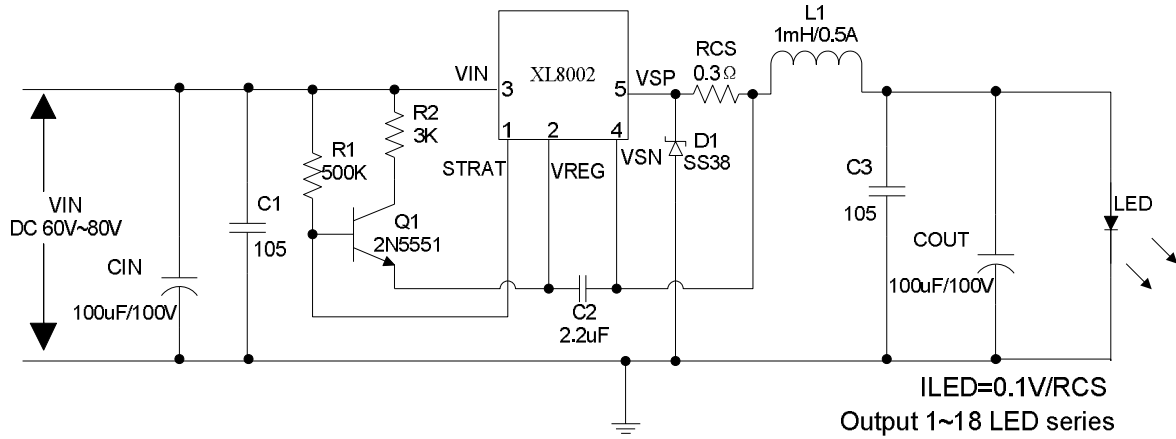 L1
1mH/0.5A
RCS
0.3Ω
XL8002
VIN
3
5
VSP
R2
3K
1
2
4
D1
SS38
R1
500K
STRAT
VREG
VSN
C3
105
VIN
DC 60V~80V
C1
105
Q1
2N5551
LED
CIN
100uF/100V
COUT
100uF/100V
C2
2.2uF
ILED=0.1V/RCS
Output 1~18 LED series